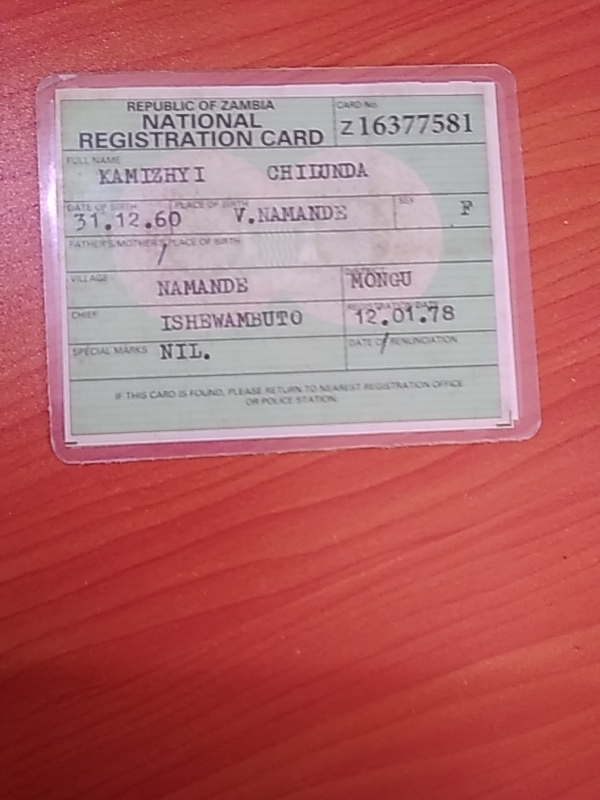 REPUBLIC OF ZAMBIA
NATIONAL
REGISTRATION CARD
CARD No.
Z16377581
FULL NAME
KAMIZHYI CHILUNDA
DATE OF BIRTH
31.12.60
PLACE OF BIRTH
V.NAMANDE
SEX
F
FATHER'S/MOTHER'S PLACE OF BIRTH
/
VILLAGE
NAMANDE
MONGU
CHIEF
ISHEWAMBUTO
REGISTRATION DATE
12.01.78
SPECIAL MARKS
NIL.
DATE OF RENUNCIATION
/
IF THIS CARD IS FOUND, PLEASE RETURN TO NEAREST REGISTRATION OFFICE
OR POLICE STATION.